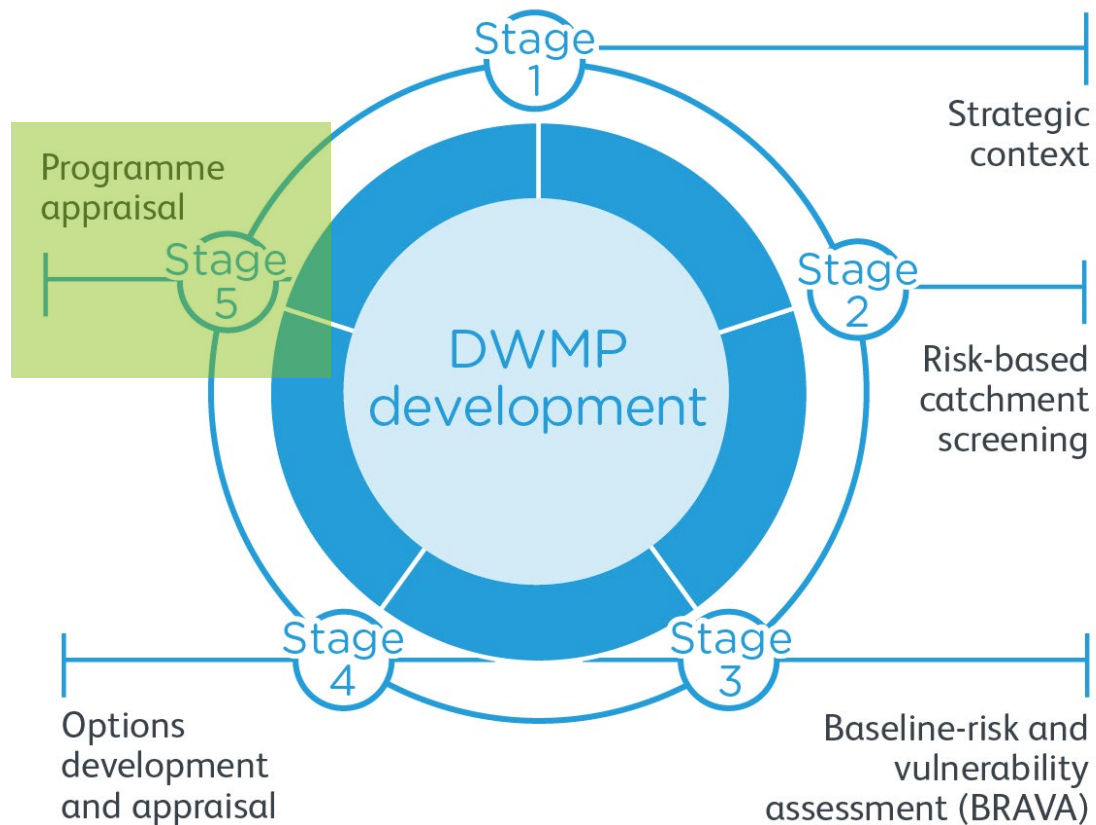 Stage
1
Strategic
context
Stage
2
Risk-based
catchment
screening
Stage
3
Baseline-risk and
vulnerability
assessment (BRAVA)
Stage
4
Options
development
and appraisal
Programme
appraisal
Stage
5
DWMP
development